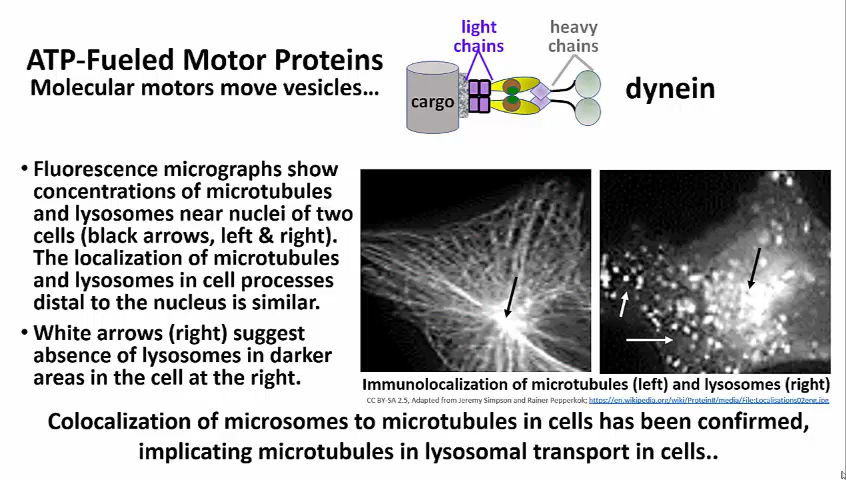 ATP-Fueled Motor Proteins
Molecular motors move vesicles...
light
chains
heavy
chains
cargo
dynein
• Fluorescence micrographs show
concentrations of microtubules
and lysosomes near nuclei of two
cells (black arrows, left & right).
The localization of microtubules
and lysosomes in cell processes
distal to the nucleus is similar.
• White arrows (right) suggest
absence of lysosomes in darker
areas in the cell at the right.
Immunolocalization of microtubules (left) and lysosomes (right)
CC BY-SA 2.5, Adapted from Jeremy Simpson and Rainer Pepperkok; https://en.wikipedia.org/wiki/Protein#/media/File:Localisations02eng.jpg
Colocalization of microsomes to microtubules in cells has been confirmed,
implicating microtubules in lysosomal transport in cells..